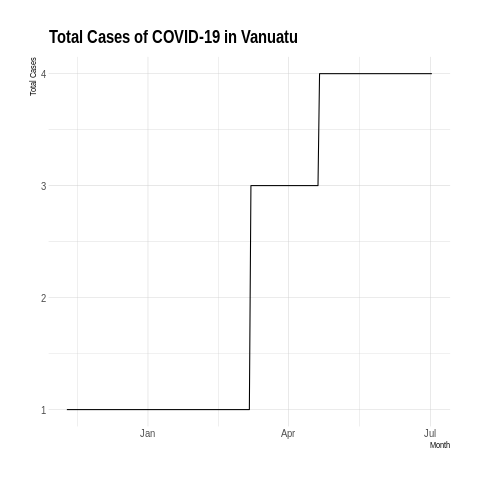 Total Cases of COVID-19 in Vanuatu
Total Cases
4
3
2
1
Jan Apr Jul
Month